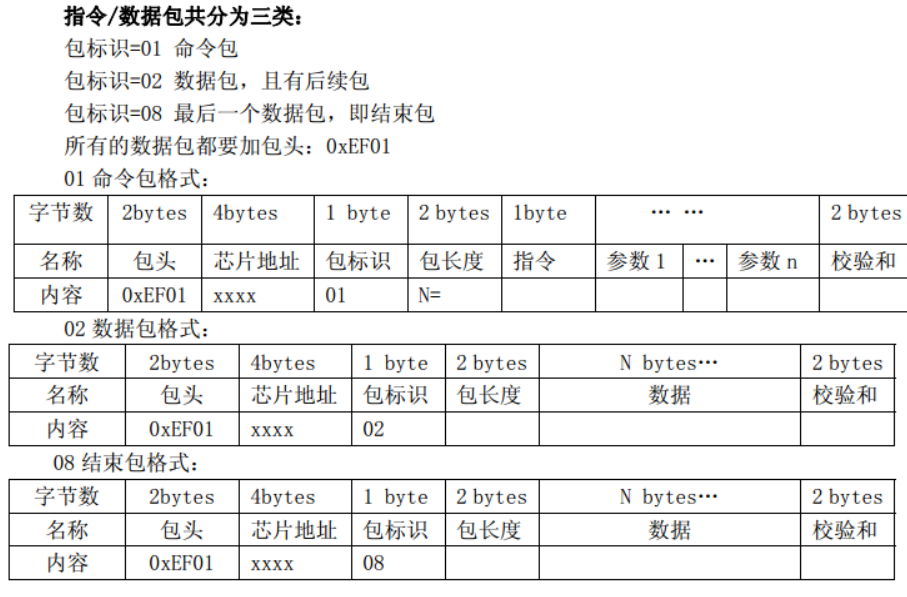 指令/数据包共分为三类：
包标识=01 命令包
包标识=02 数据包，且有后续包
包标识=08 最后一个数据包，即结束包
所有的数据包都要加包头：0xEF01
01 命令包格式：
字节数 2bytes 4bytes 1 byte 2 bytes 1byte … … 2 bytes
名称 包头 芯片地址 包标识 包长度 指令 参数 1 … 参数 n 校验和
内容 0xEF01 xxxx 01 N=
02 数据包格式：
字节数 2bytes 4bytes 1 byte 2 bytes N bytes… 2 bytes
名称 包头 芯片地址 包标识 包长度 数据 校验和
内容 0xEF01 xxxx 02
08 结束包格式：
字节数 2bytes 4bytes 1 byte 2 bytes N bytes… 2 bytes
名称 包头 芯片地址 包标识 包长度 数据 校验和
内容 0xEF01 xxxx 08